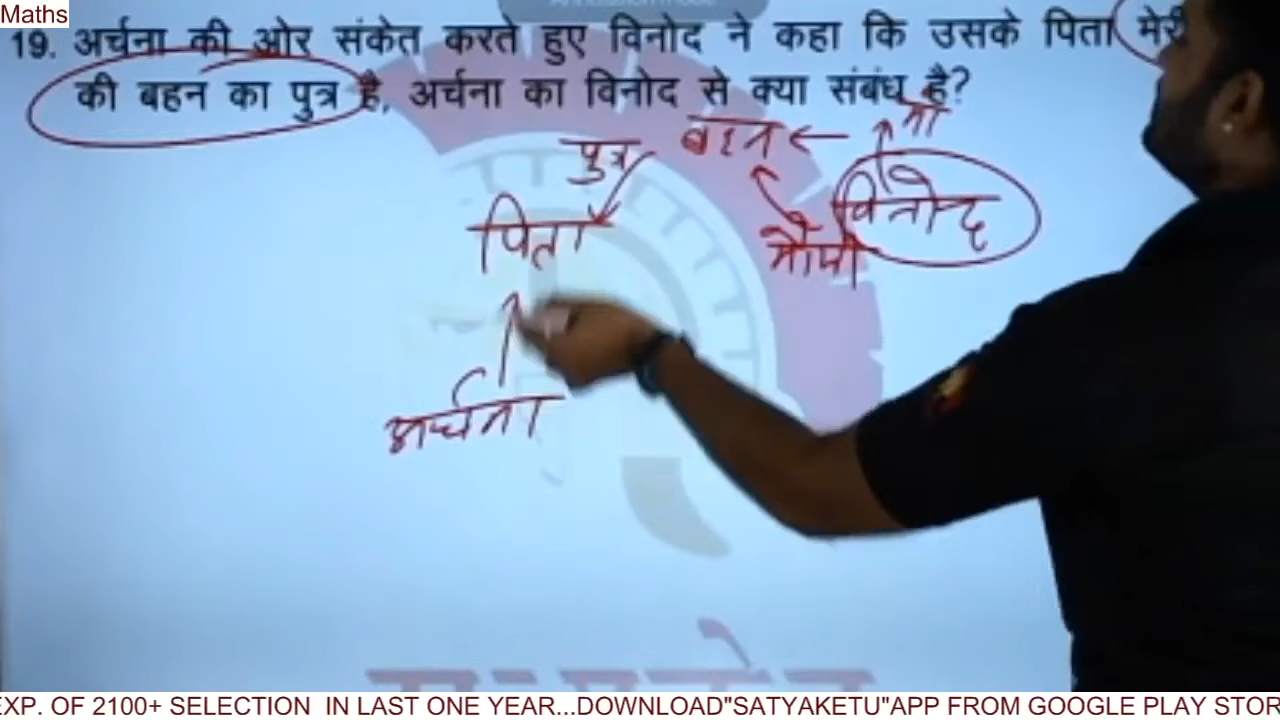 Maths
19. अर्चना की ओर संकेत करते हुए विनोद ने कहा कि उसके पिता मेरी
की बहन का पुत्र है, अर्चना का विनोद से क्या संबंध है?
माँ
पुत्र बहन
विनोद
पिता मौसी
अर्चना
EXP. OF 2100+ SELECTION IN LAST ONE YEAR...DOWNLOAD"SATYAKETU"APP FROM GOOGLE PLAY STOR